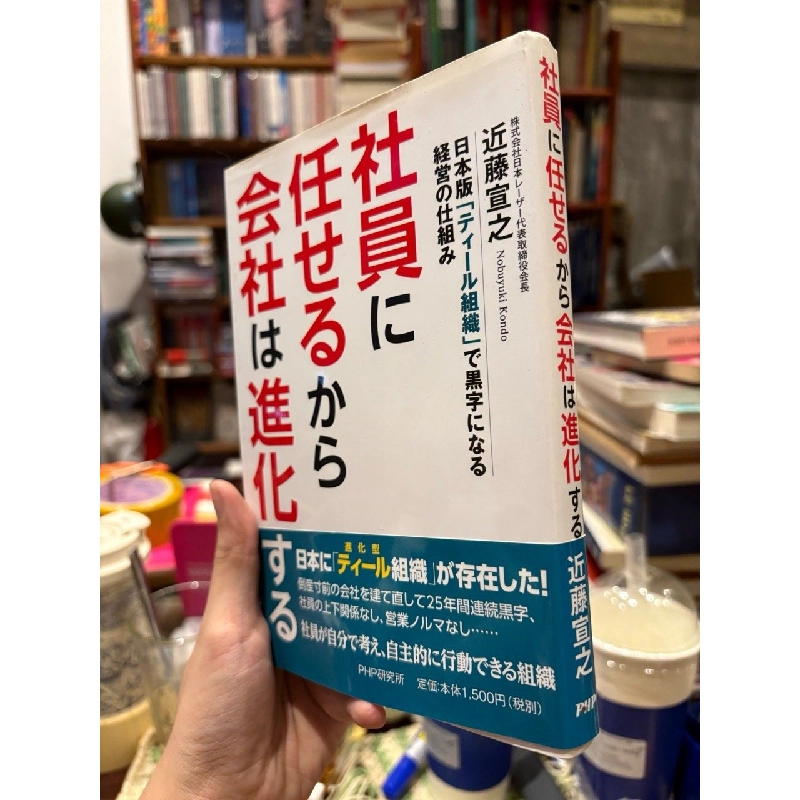 社員に
任せるから
会社は進化する
株式会社日本レーザー代表取締役会長
近藤宣之 Nobuyuki Kondo
日本版「ティール組織」で黒字になる
経営の仕組み
進化型
日本に「ティール組織」が存在した!
倒産寸前の会社を建て直して25年間連続黒字、
社員の上下関係なし、営業ノルマなし……
社員が自分で考え、自主的に行動できる組織
PHP研究所 定価:本体1,500円(税別)
社員に任せるから会社は進化する
近藤宣之
PHP